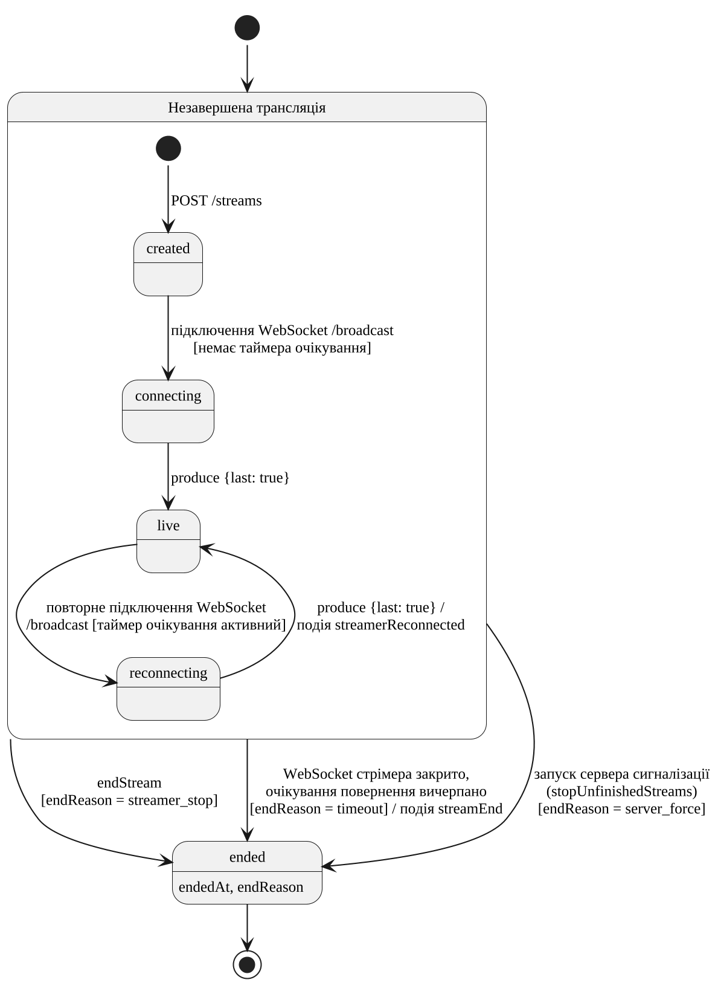 Незавершена трансляція
POST /streams
created
підключення WebSocket /broadcast
[немає таймера очікування]
connecting
produce {last: true}
live
повторне підключення WebSocket
/broadcast [таймер очікування активний]
produce {last: true} /
подія streamerReconnected
reconnecting
endStream
[endReason = streamer_stop]
WebSocket стрімера закрито,
очікування повернення вичерпано
[endReason = timeout] / подія streamEnd
запуск сервера сигналізації
(stopUnfinishedStreams)
[endReason = server_force]
ended
endedAt, endReason